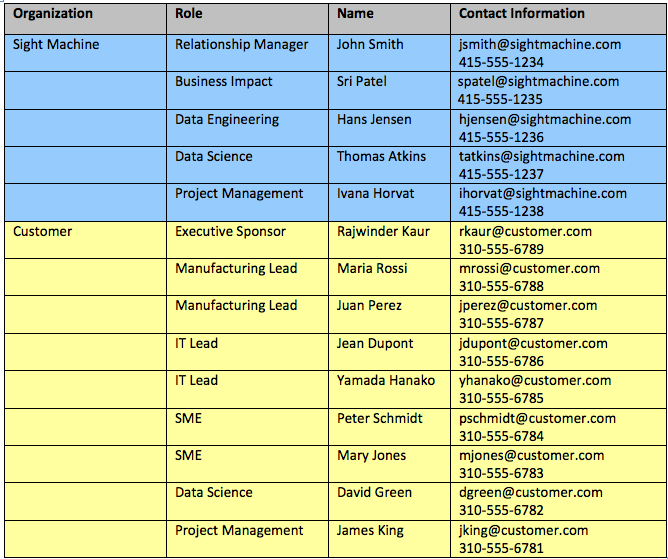 Organization Role Name Contact Information
Sight Machine Relationship Manager John Smith jsmith@sightmachine.com
415-555-1234
Business Impact Sri Patel spatel@sightmachine.com
415-555-1235
Data Engineering Hans Jensen hjensen@sightmachine.com
415-555-1236
Data Science Thomas Atkins tatkins@sightmachine.com
415-555-1237
Project Management Ivana Horvat ihorvat@sightmachine.com
415-555-1238
Customer Executive Sponsor Rajwinder Kaur rkaur@customer.com
310-555-6789
Manufacturing Lead Maria Rossi mrossi@customer.com
310-555-6788
Manufacturing Lead Juan Perez jperez@customer.com
310-555-6787
IT Lead Jean Dupont jdupont@customer.com
310-555-6786
IT Lead Yamada Hanako yhanako@customer.com
310-555-6785
SME Peter Schmidt pschmidt@customer.com
310-555-6784
SME Mary Jones mjones@customer.com
310-555-6783
Data Science David Green dgreen@customer.com
310-555-6782
Project Management James King jking@customer.com
310-555-6781